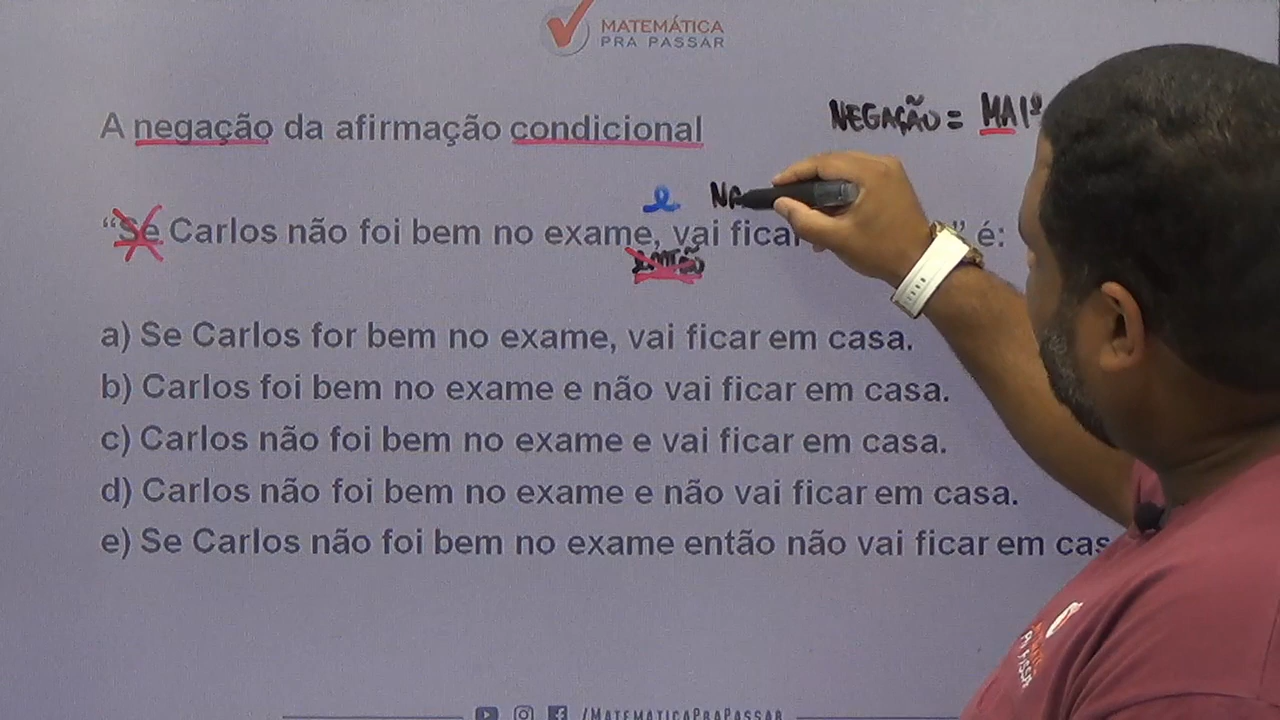 MATEMÁTICA
PRA PASSAR
NEGAÇÃO = MAI
A negação da afirmação condicional
e NA
“Se Carlos não foi bem no exame, vai ficar ” é:
ENTÃO
a) Se Carlos for bem no exame, vai ficar em casa.
b) Carlos foi bem no exame e não vai ficar em casa.
c) Carlos não foi bem no exame e vai ficar em casa.
d) Carlos não foi bem no exame e não vai ficar em casa.
e) Se Carlos não foi bem no exame então não vai ficar em cas
/MATEMATICAPRAPASSAR